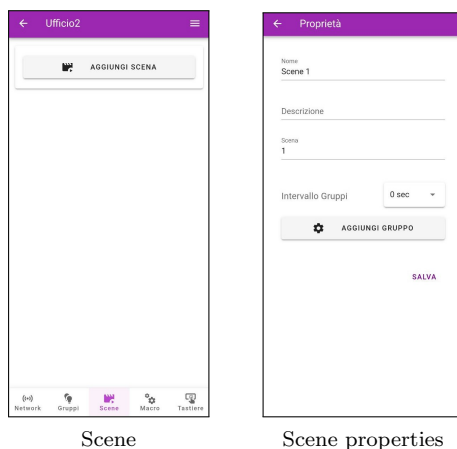 Ufficio2
AGGIUNGI SCENA
Network Gruppi Scene Macro Tastiere
Scene
Proprietà
Nome
Scene 1
Descrizione
Scena
1
Intervallo Gruppi 0 sec
AGGIUNGI GRUPPO
SALVA
Scene properties